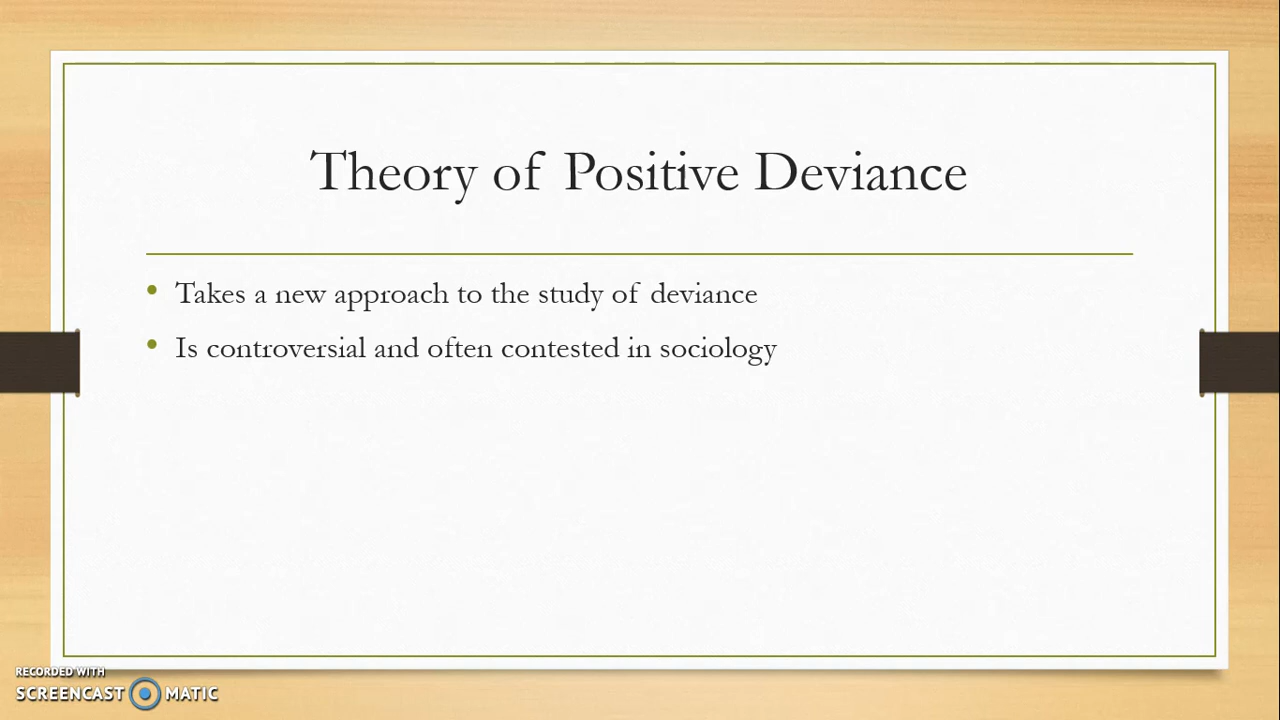 Theory of Positive Deviance
• Takes a new approach to the study of deviance
• Is controversial and often contested in sociology
RECORDED WITH
SCREENCAST MATIC